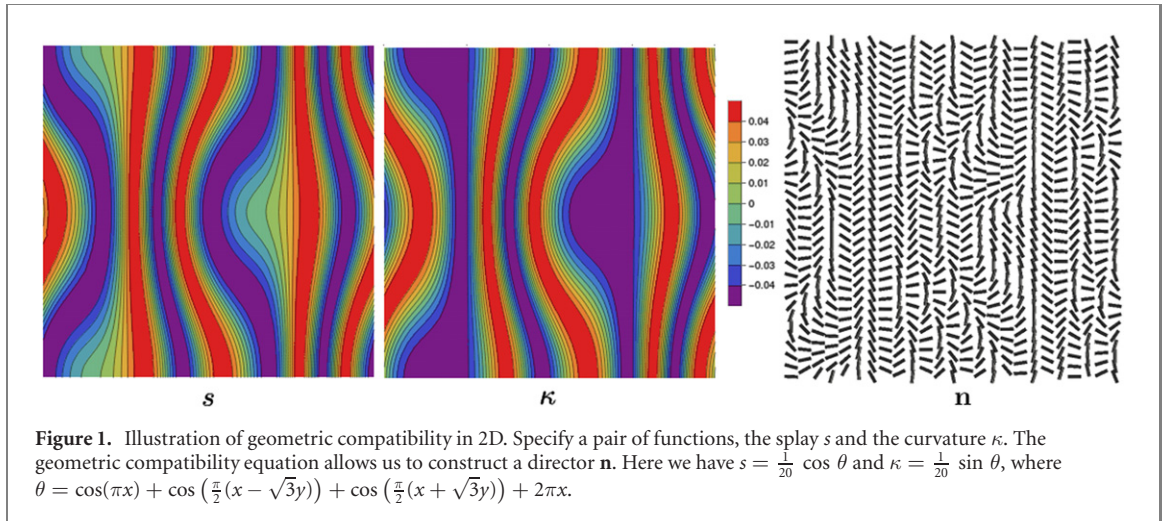 0.04
0.03
0.02
0.01
0
−0.01
−0.02
−0.03
−0.04
s
κ
n
Figure 1. Illustration of geometric compatibility in 2D. Specify a pair of functions, the splay s and the curvature κ. The
geometric compatibility equation allows us to construct a director n. Here we have s = 1/20 cos θ and κ = 1/20 sin θ, where
θ = cos(πx) + cos (π/2(x − √3y)) + cos (π/2(x + √3y)) + 2πx.